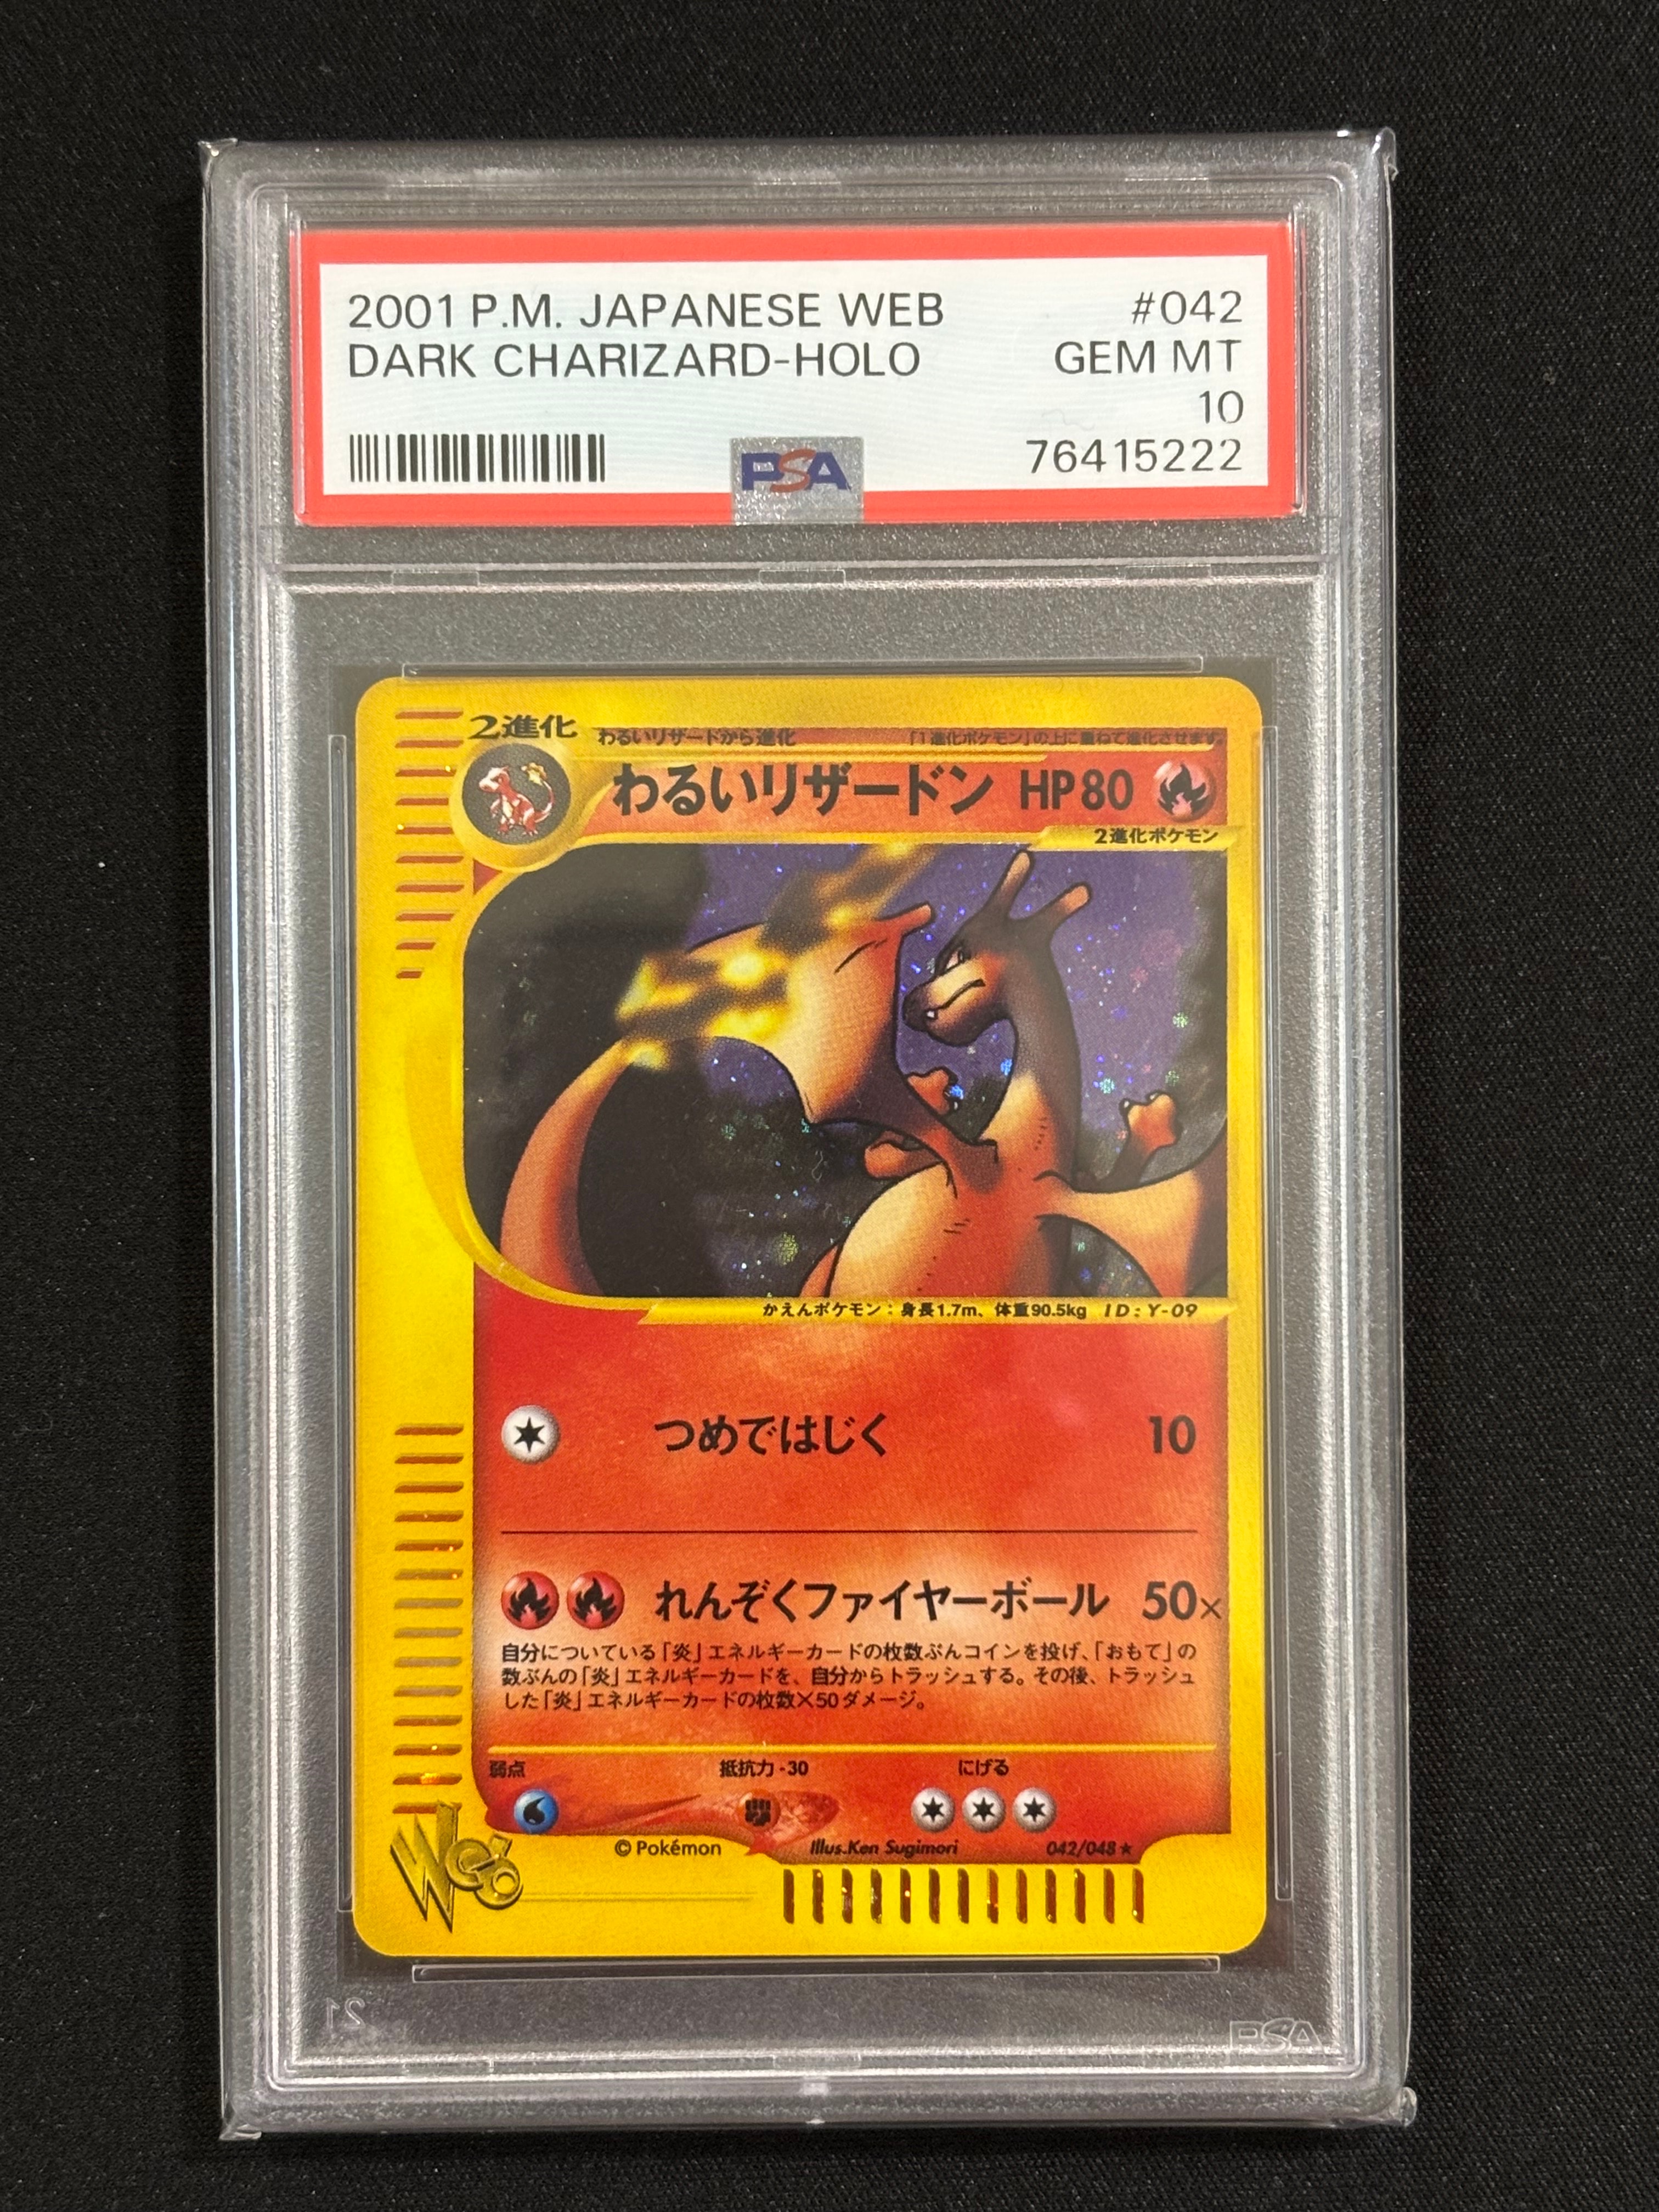 2001 P.M. JAPANESE WEB #042
DARK CHARIZARD-HOLO GEM MT
10
PSA 76415222
2進化 わるいリザードから進化 「1進化ポケモン」の上に重ねて進化させます。
わるいリザードン HP80
2進化ポケモン
かえんポケモン：身長1.7m、体重90.5kg ID：Y-09
つめではじく 10
れんぞくファイヤーボール 50×
自分についている「炎」エネルギーカードの枚数ぶんコインを投げ、「おもて」の
数ぶんの「炎」エネルギーカードを、自分からトラッシュする。その後、トラッシュ
した「炎」エネルギーカードの枚数×50ダメージ。
弱点 抵抗力-30 にげる
© Pokémon Illus.Ken Sugimori 042/048 ★
Web
PSA